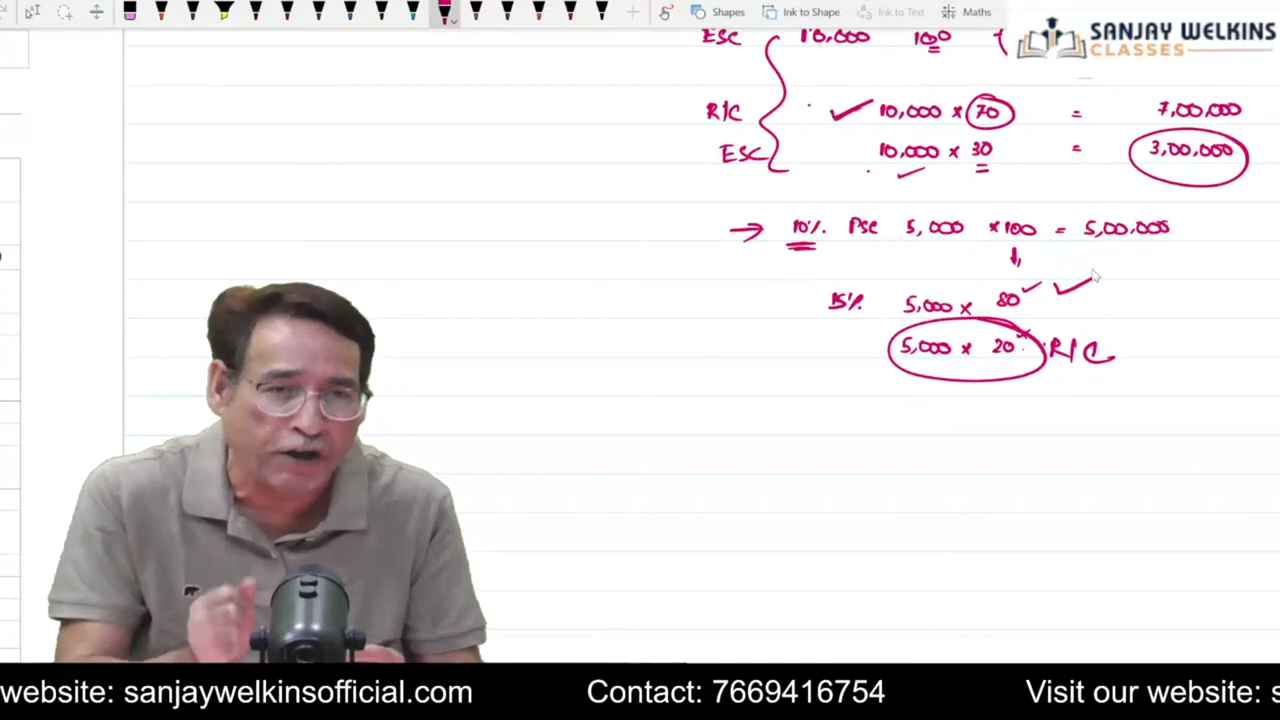 Shapes Ink to Shape Ink to Text Maths
SANJAY WELKINS
CLASSES
ESC 10,000 100 (
R/C 10,000 × 70 = 7,00,000
ESC 10,000 × 30 = 3,00,000
→ 10% PSC 5,000 ×100 = 5,00,000
15% 5,000 × 80
5,000 × 20 R/C
website: sanjaywelkinsofficial.com Contact: 7669416754 Visit our website: s